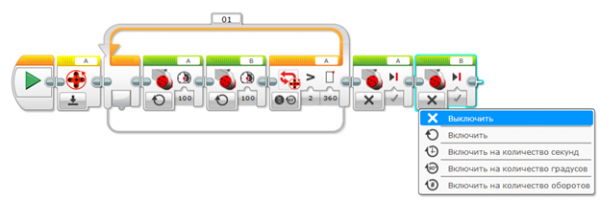 01
A A B A A B
100 100 > 2 360
Выключить
Включить
Включить на количество секунд
Включить на количество градусов
Включить на количество оборотов